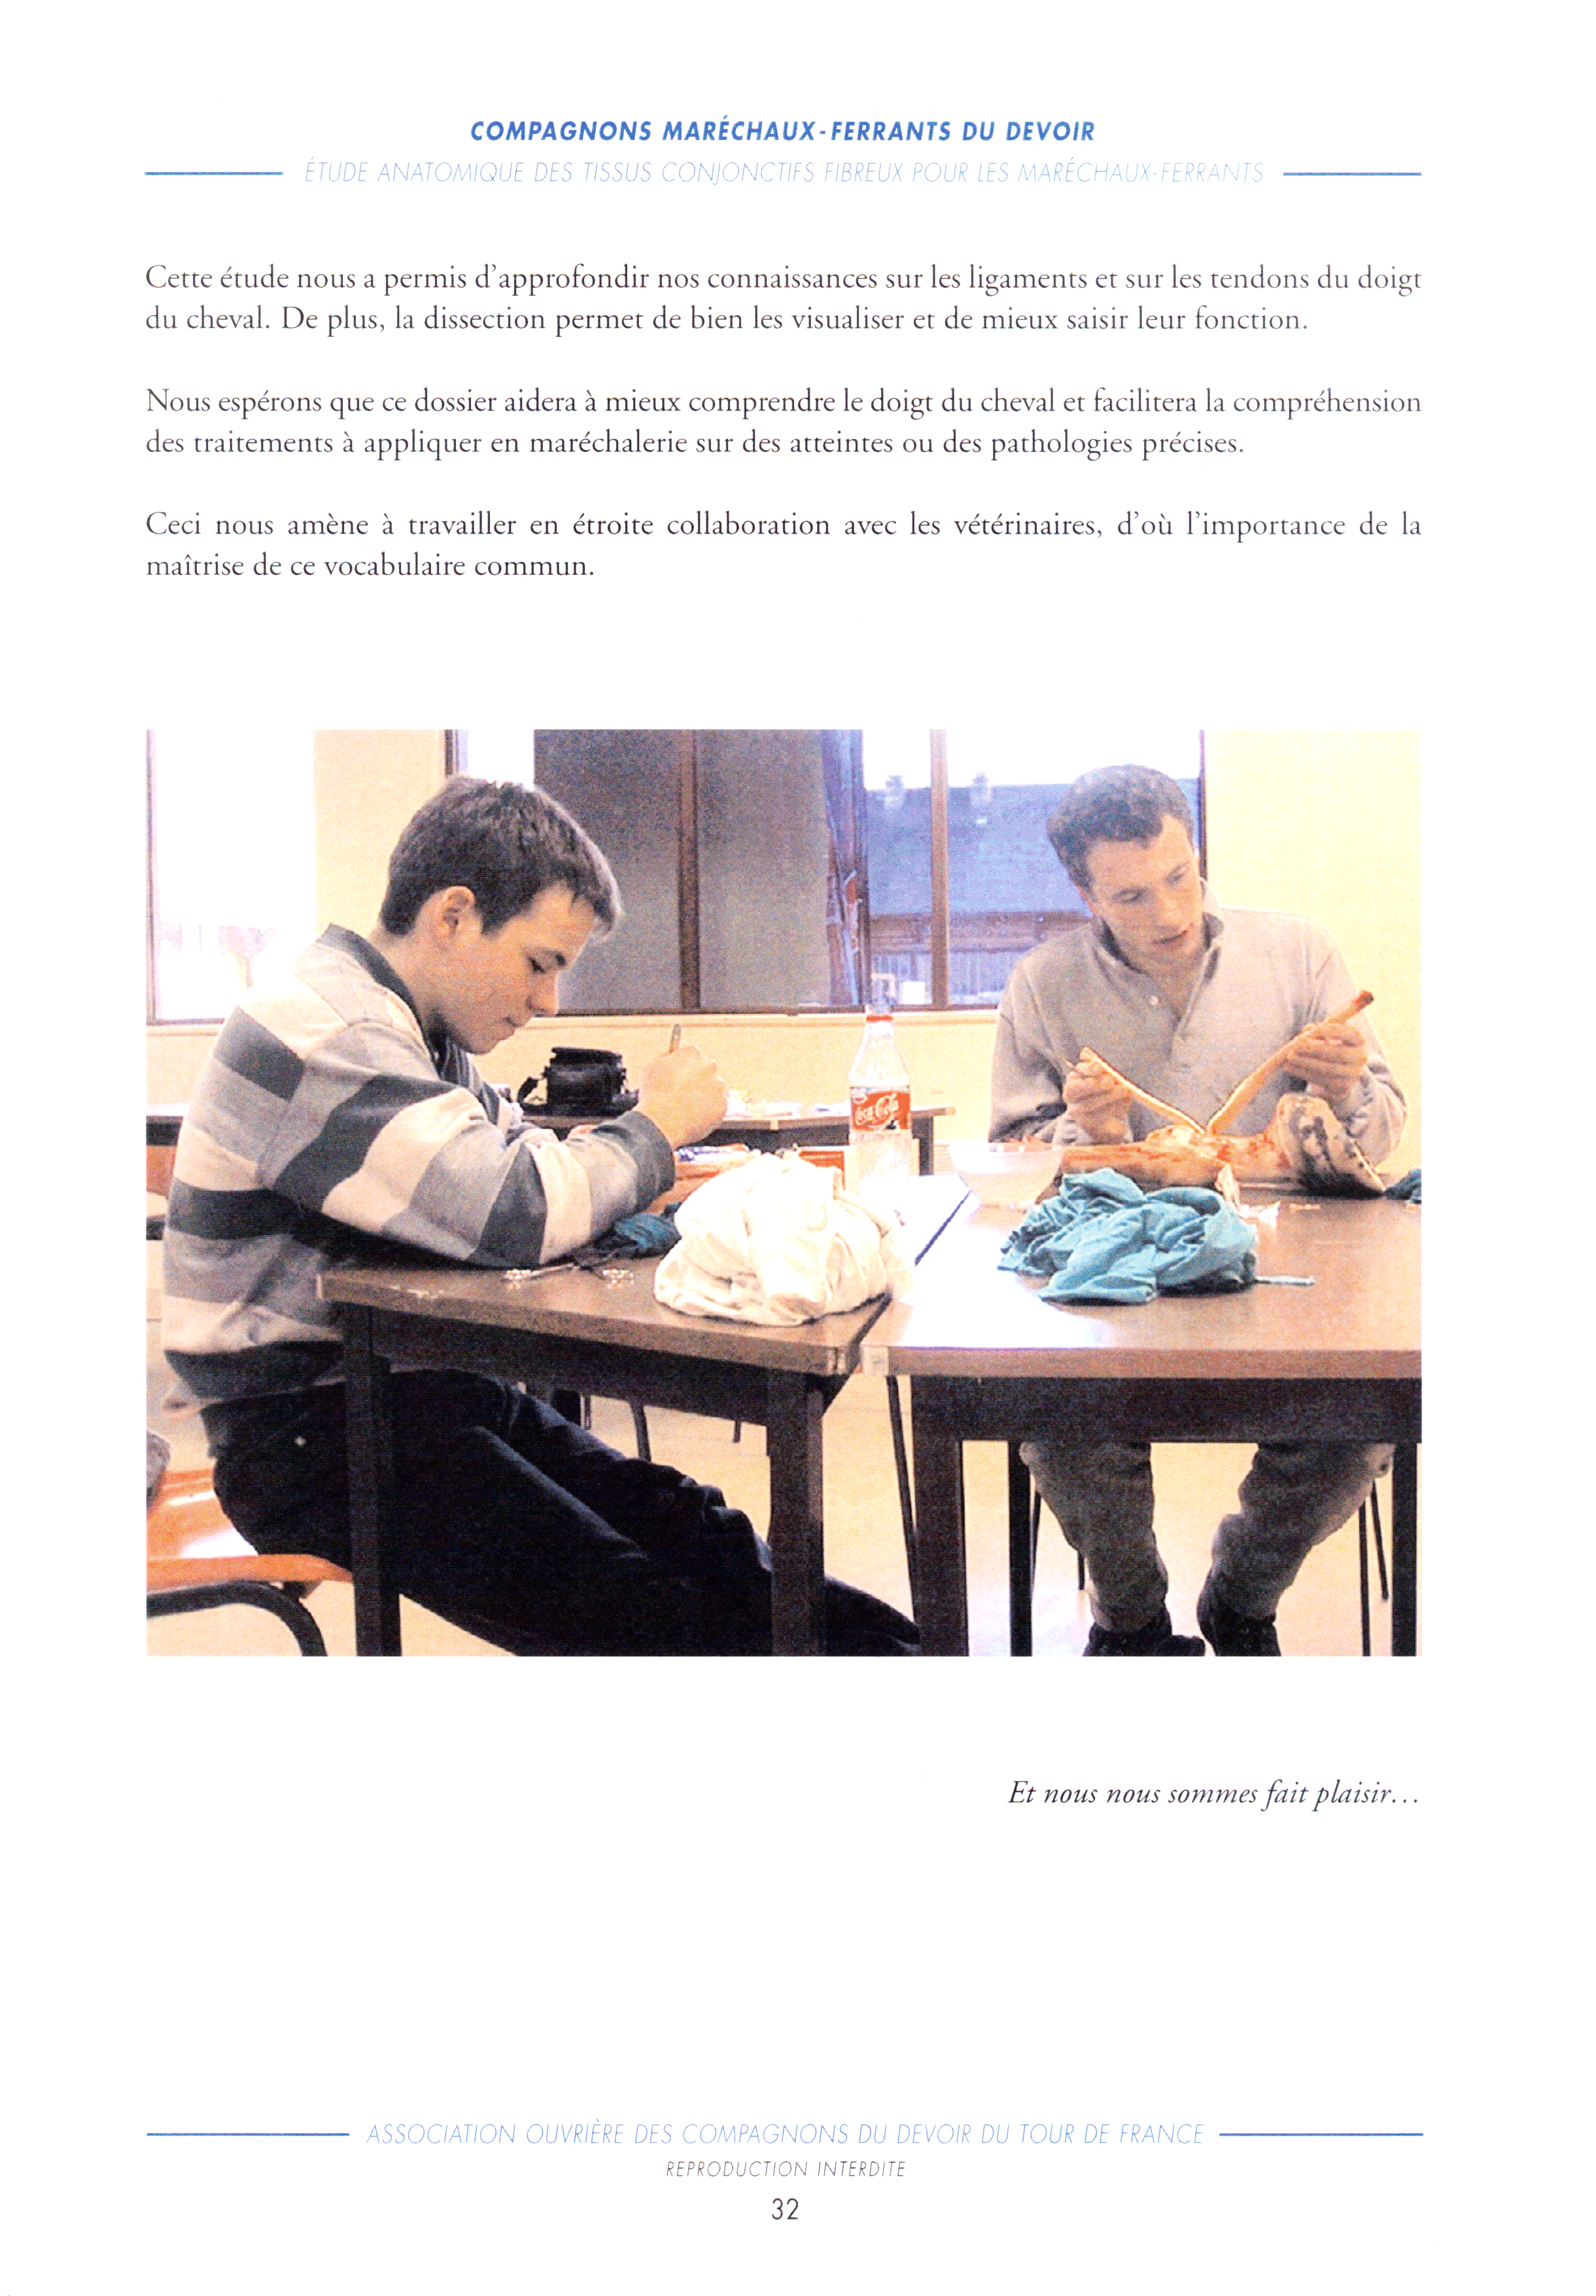 COMPAGNONS MARÉCHAUX-FERRANTS DU DEVOIR
ÉTUDE ANATOMIQUE DES TISSUS CONJONCTIFS FIBREUX POUR LES MARÉCHAUX-FERRANTS
Cette étude nous a permis d'approfondir nos connaissances sur les ligaments et sur les tendons du doigt
du cheval. De plus, la dissection permet de bien les visualiser et de mieux saisir leur fonction.
Nous espérons que ce dossier aidera à mieux comprendre le doigt du cheval et facilitera la compréhension
des traitements à appliquer en maréchalerie sur des atteintes ou des pathologies précises.
Ceci nous amène à travailler en étroite collaboration avec les vétérinaires, d'où l'importance de la
maîtrise de ce vocabulaire commun.
Coca-Cola
Et nous nous sommes fait plaisir...
ASSOCIATION OUVRIÈRE DES COMPAGNONS DU DEVOIR DU TOUR DE FRANCE
REPRODUCTION INTERDITE
32